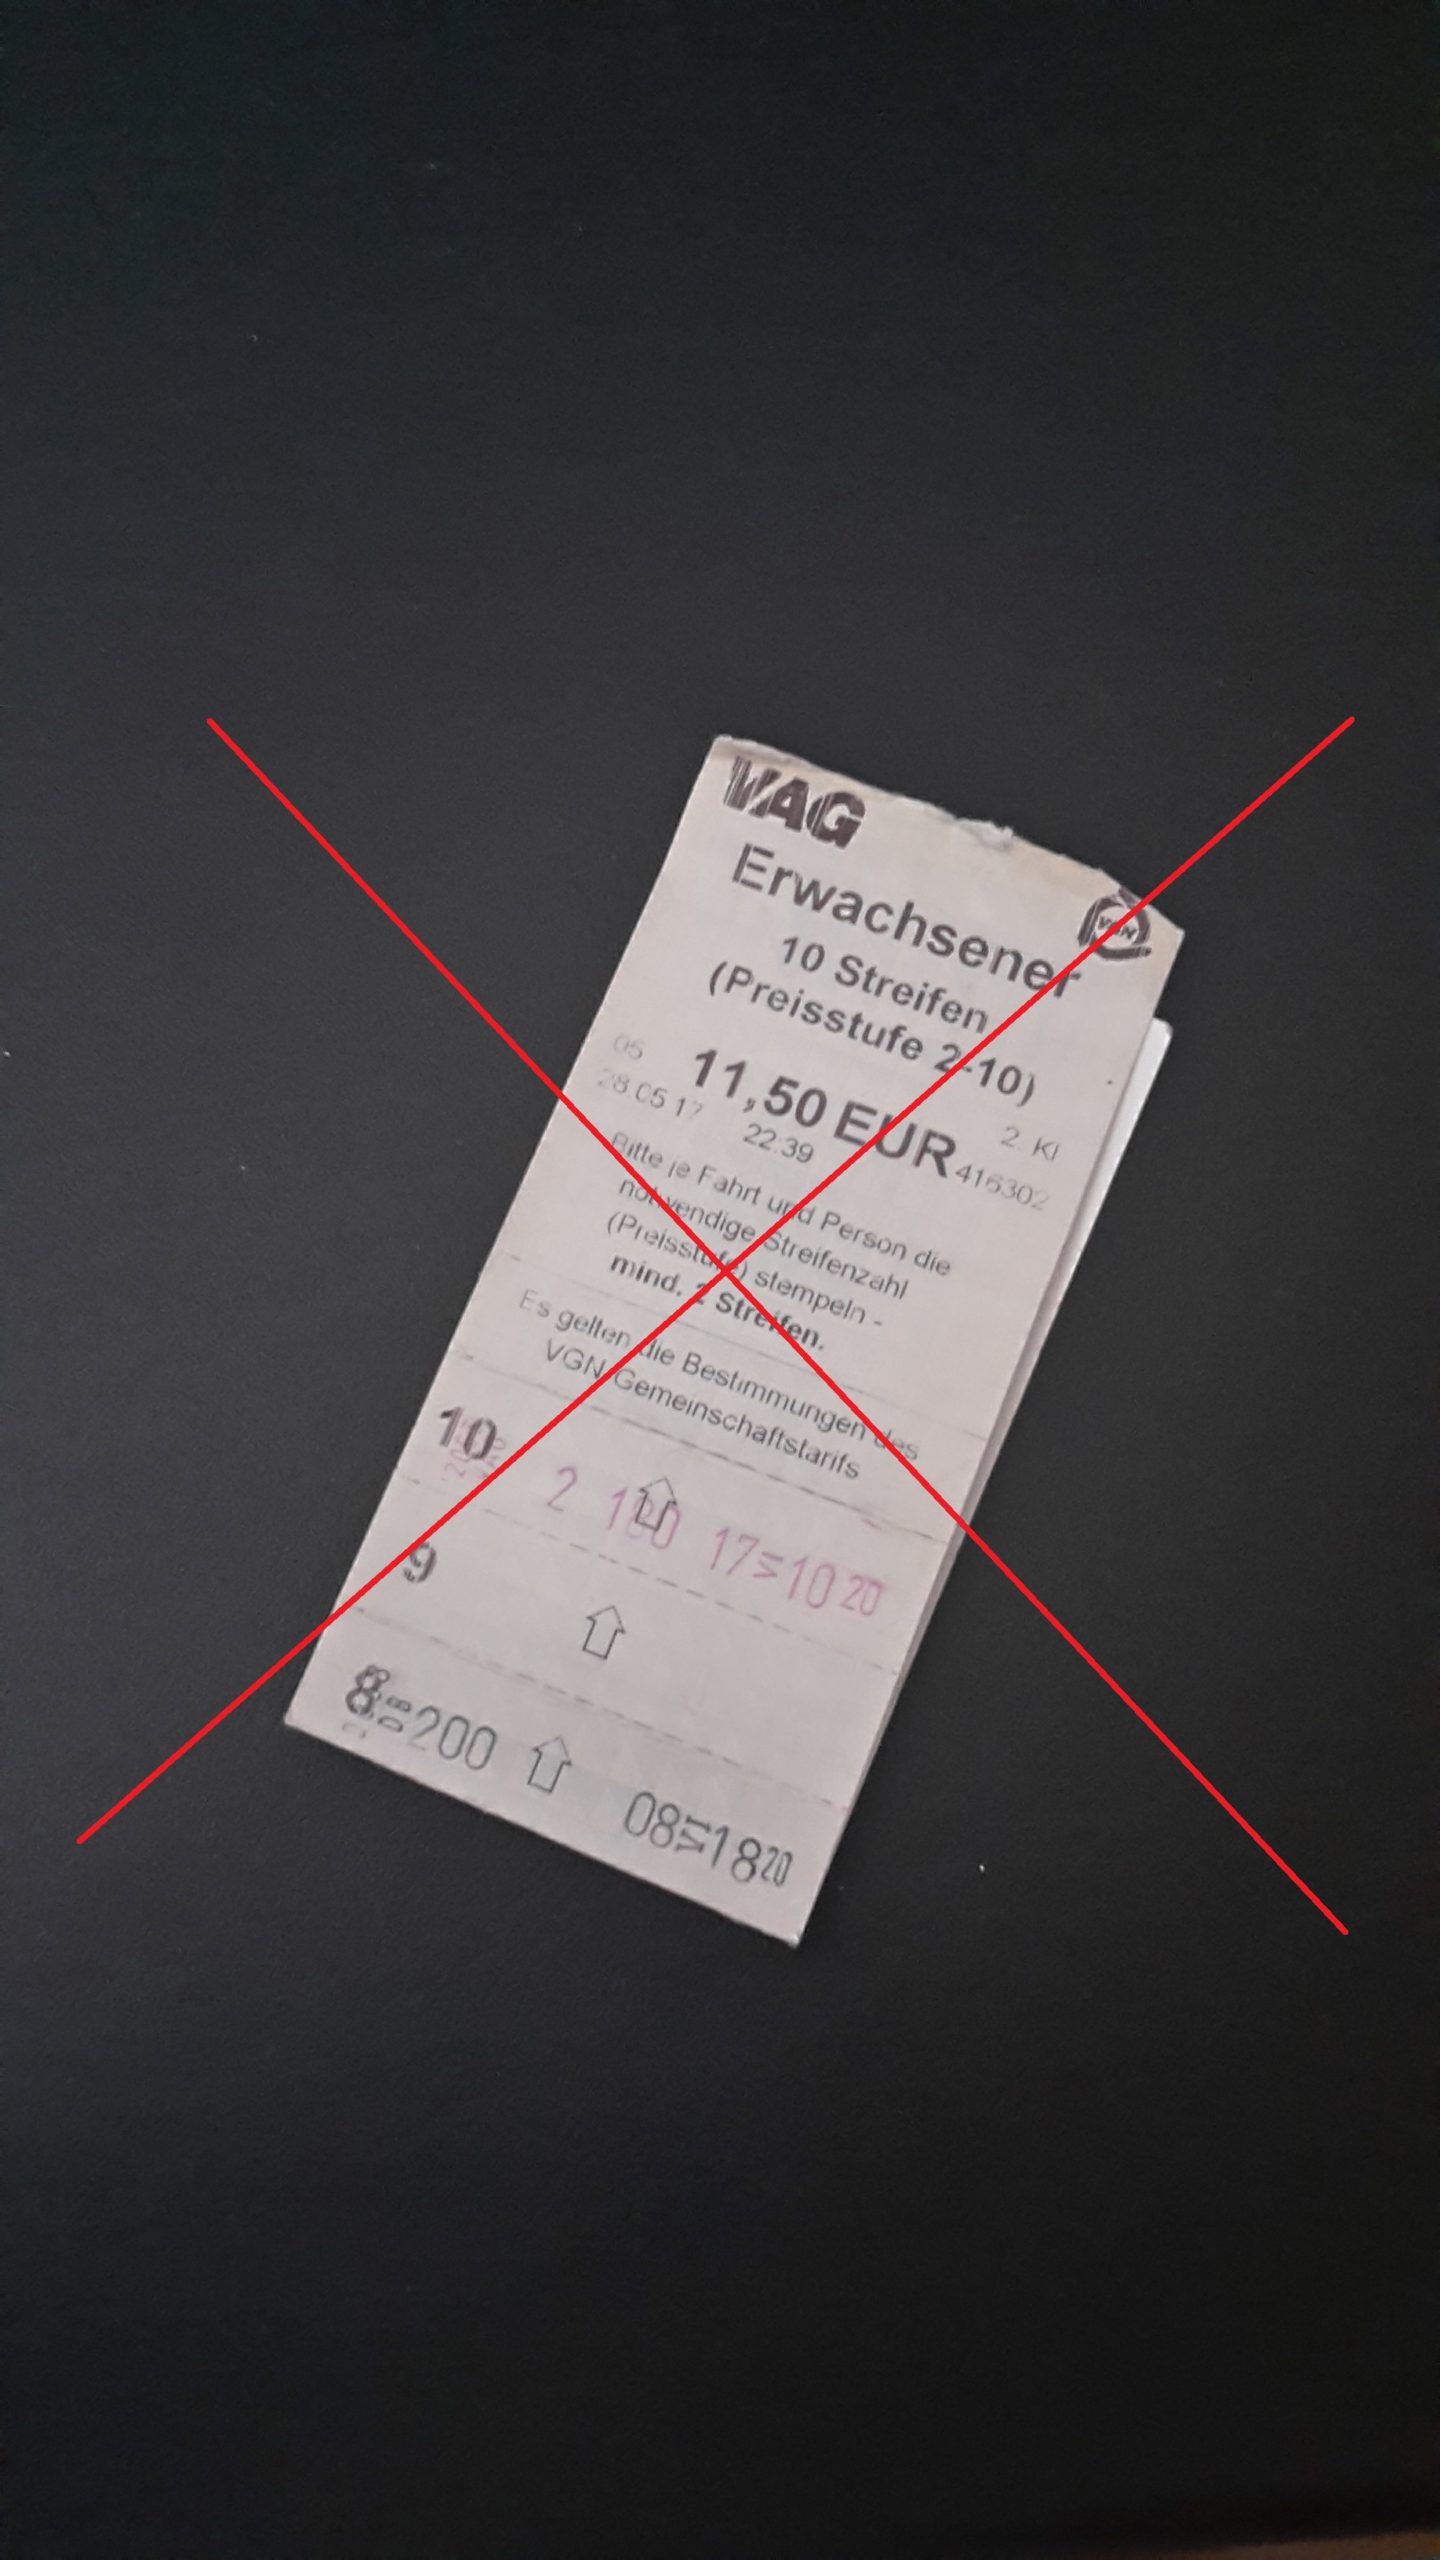 VAG
VGN
Erwachsener
10 Streifen
(Preisstufe 2-10)
05 11,50 EUR 2. Kl
28 05 17 22:39 416302
Bitte je Fahrt und Person die
notwendige Streifenzahl
(Preisstufe) stempeln -
mind. 2 Streifen.
Es gelten die Bestimmungen des
VGN Gemeinschaftstarifs
10
2 180 17 10 20
9
8 200
08 VI 18 20